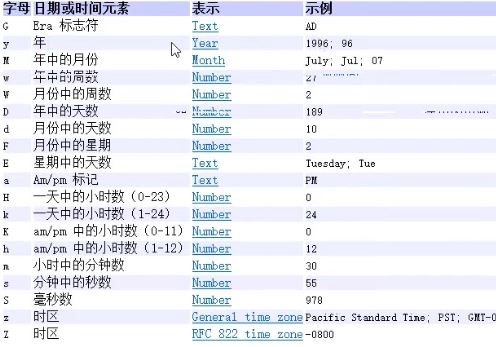 字母 日期或时间元素 表示 示例
G Era 标志符 Text AD
y 年 Year 1996; 96
M 年中的月份 Month July; Jul; 07
w 年中的周数 Number 27
W 月份中的周数 Number 2
D 年中的天数 Number 189
d 月份中的天数 Number 10
F 月份中的星期 Number 2
E 星期中的天数 Text Tuesday; Tue
a Am/pm 标记 Text PM
H 一天中的小时数（0-23） Number 0
k 一天中的小时数（1-24） Number 24
K am/pm 中的小时数（0-11） Number 0
h am/pm 中的小时数（1-12） Number 12
m 小时中的分钟数 Number 30
s 分钟中的秒数 Number 55
S 毫秒数 Number 978
z 时区 General time zone Pacific Standard Time; PST; GMT-0
Z 时区 RFC 822 time zone -0800